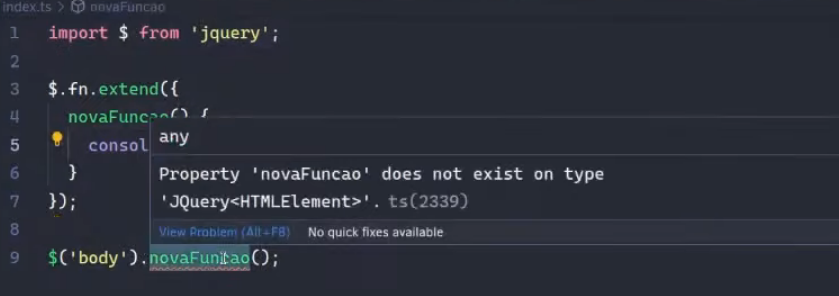 index.ts > novaFuncao
1 import $ from 'jquery';
2
3 $.fn.extend({
4 novaFuncao() {
5 consol
6 }
7 });
8
9 $('body').novaFuncao();
any
Property 'novaFuncao' does not exist on type
'JQuery<HTMLElement>'. ts(2339)
View Problem (Alt+F8) No quick fixes available